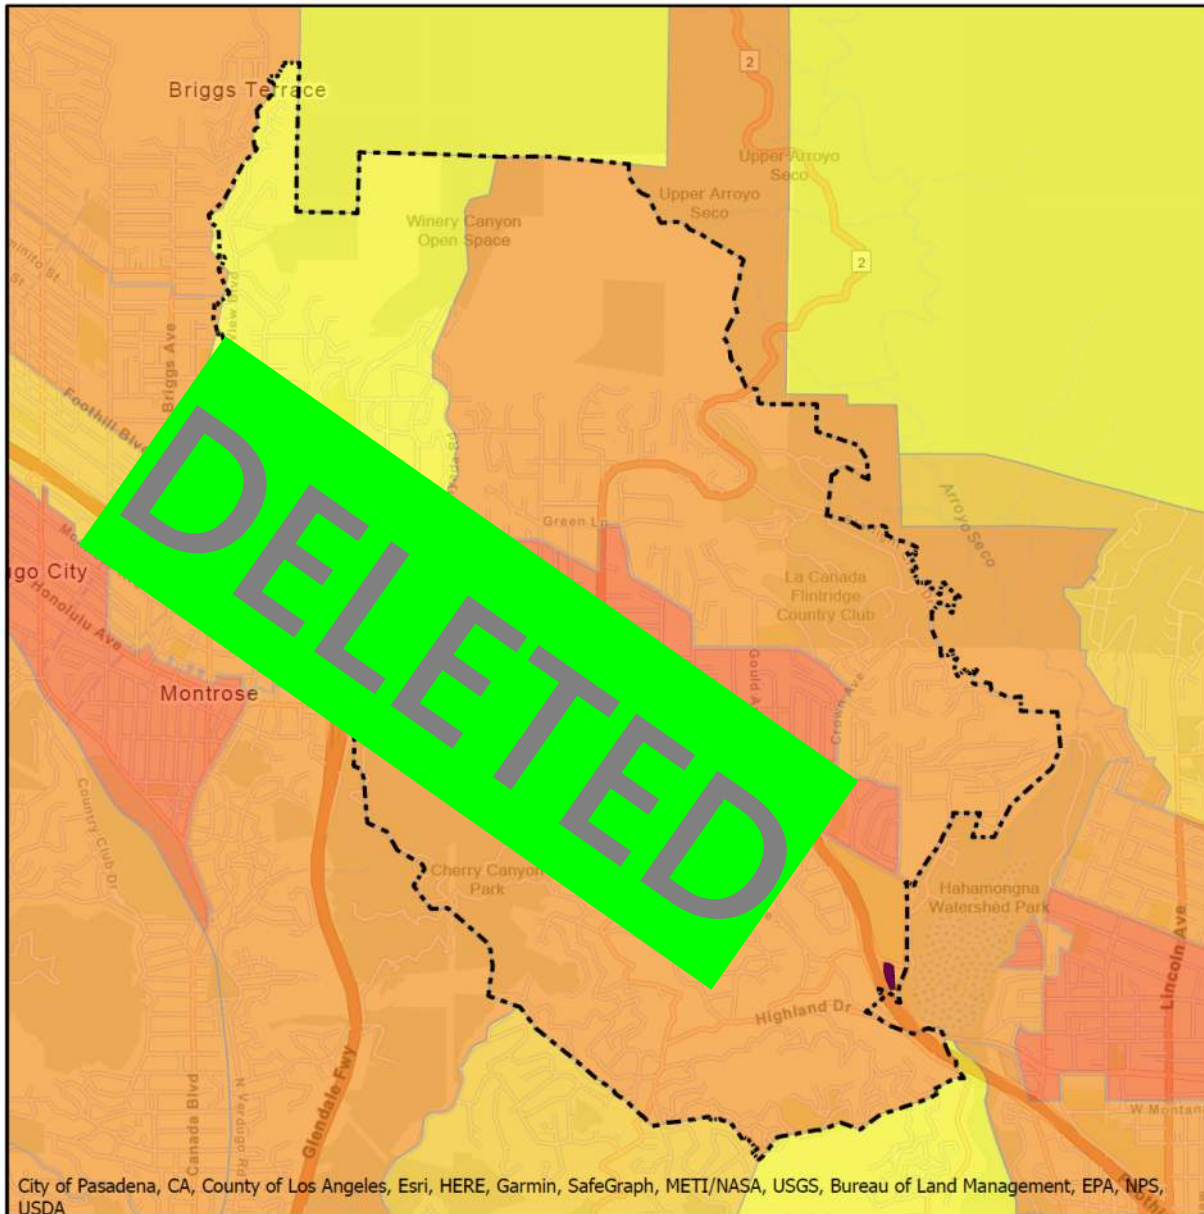 Briggs Terrace
2
Upper Arroyo
Seco
Upper Arroyo
Seco
Winery Canyon
Open Space
2
St
Briggs Ave
Foothill Blvd
Arroyo Seco
Green Ln
DELETED
La Canada
Flintridge
Country Club
Honolulu Ave
Montrose
Gould A
Crown Ave
Country Club Dr
Cherry Canyon
Park
Hahamongna
Watershed Park
Lincoln Ave
Highland Dr
Glendale Fwy
Canada Blvd
N Verdugo Rd
W Montan
City of Pasadena, CA, County of Los Angeles, Esri, HERE, Garmin, SafeGraph, METI/NASA, USGS, Bureau of Land Management, EPA, NPS,
USDA